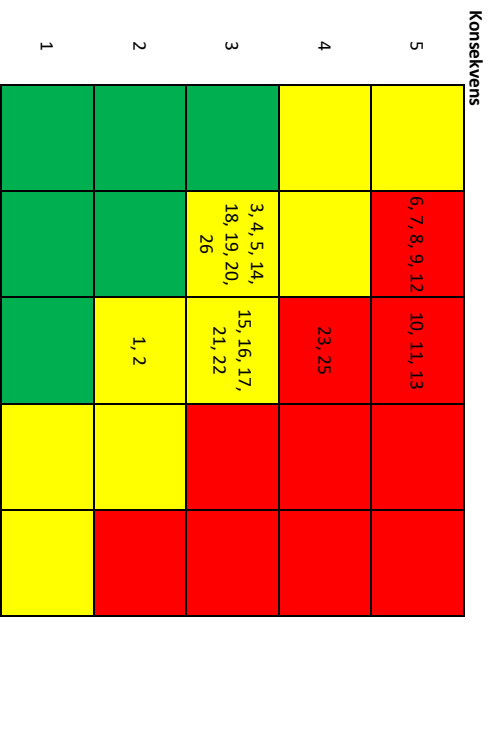 Konsekvens
5
6, 7, 8, 9, 12
10, 11, 13
4
23, 25
3
3, 4, 5, 14,
18, 19, 20,
26
15, 16, 17,
21, 22
2
1, 2
1